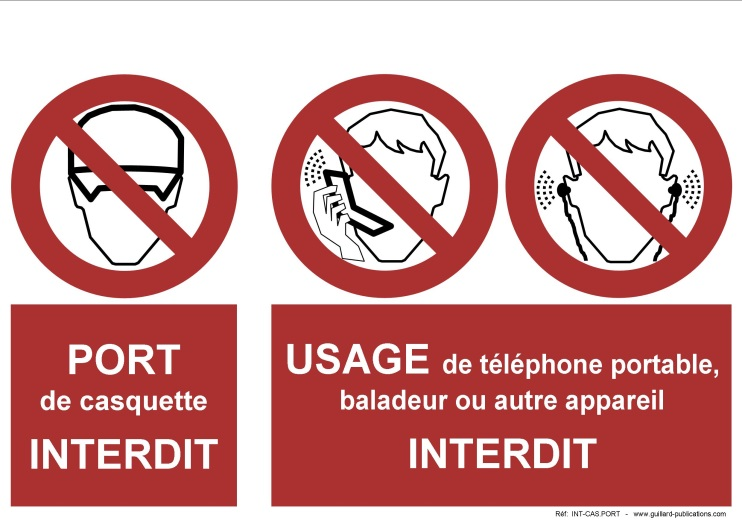 PORT
de casquette
INTERDIT
USAGE de téléphone portable,
baladeur ou autre appareil
INTERDIT
Réf: INT-CAS.PORT - www.guillard-publications.com